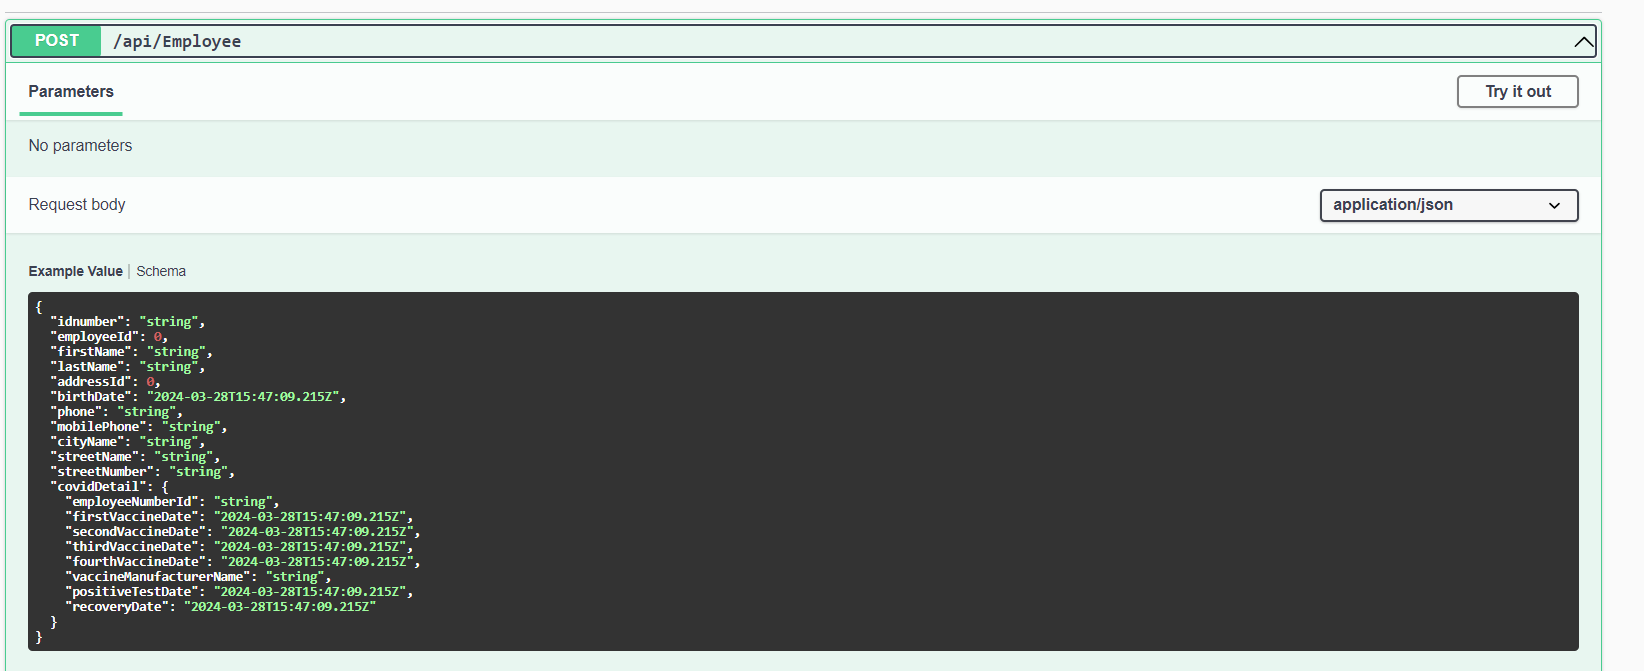 POST /api/Employee
Parameters
Try it out
No parameters
Request body
application/json
Example Value | Schema
{
  "idnumber": "string",
  "employeeId": 0,
  "firstName": "string",
  "lastName": "string",
  "addressId": 0,
  "birthDate": "2024-03-28T15:47:09.215Z",
  "phone": "string",
  "mobilePhone": "string",
  "cityName": "string",
  "streetName": "string",
  "streetNumber": "string",
  "covidDetail": {
    "employeeNumberId": "string",
    "firstVaccineDate": "2024-03-28T15:47:09.215Z",
    "secondVaccineDate": "2024-03-28T15:47:09.215Z",
    "thirdVaccineDate": "2024-03-28T15:47:09.215Z",
    "fourthVaccineDate": "2024-03-28T15:47:09.215Z",
    "vaccineManufacturerName": "string",
    "positiveTestDate": "2024-03-28T15:47:09.215Z",
    "recoveryDate": "2024-03-28T15:47:09.215Z"
  }
}